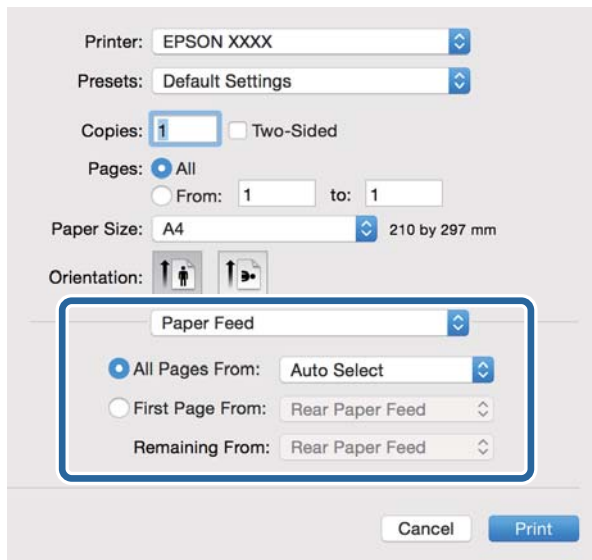 Printer: EPSON XXXX
Presets: Default Settings
Copies: 1 Two-Sided
Pages: All
From: 1 to: 1
Paper Size: A4 210 by 297 mm
Orientation:
Paper Feed
All Pages From: Auto Select
First Page From: Rear Paper Feed
Remaining From: Rear Paper Feed
Cancel Print